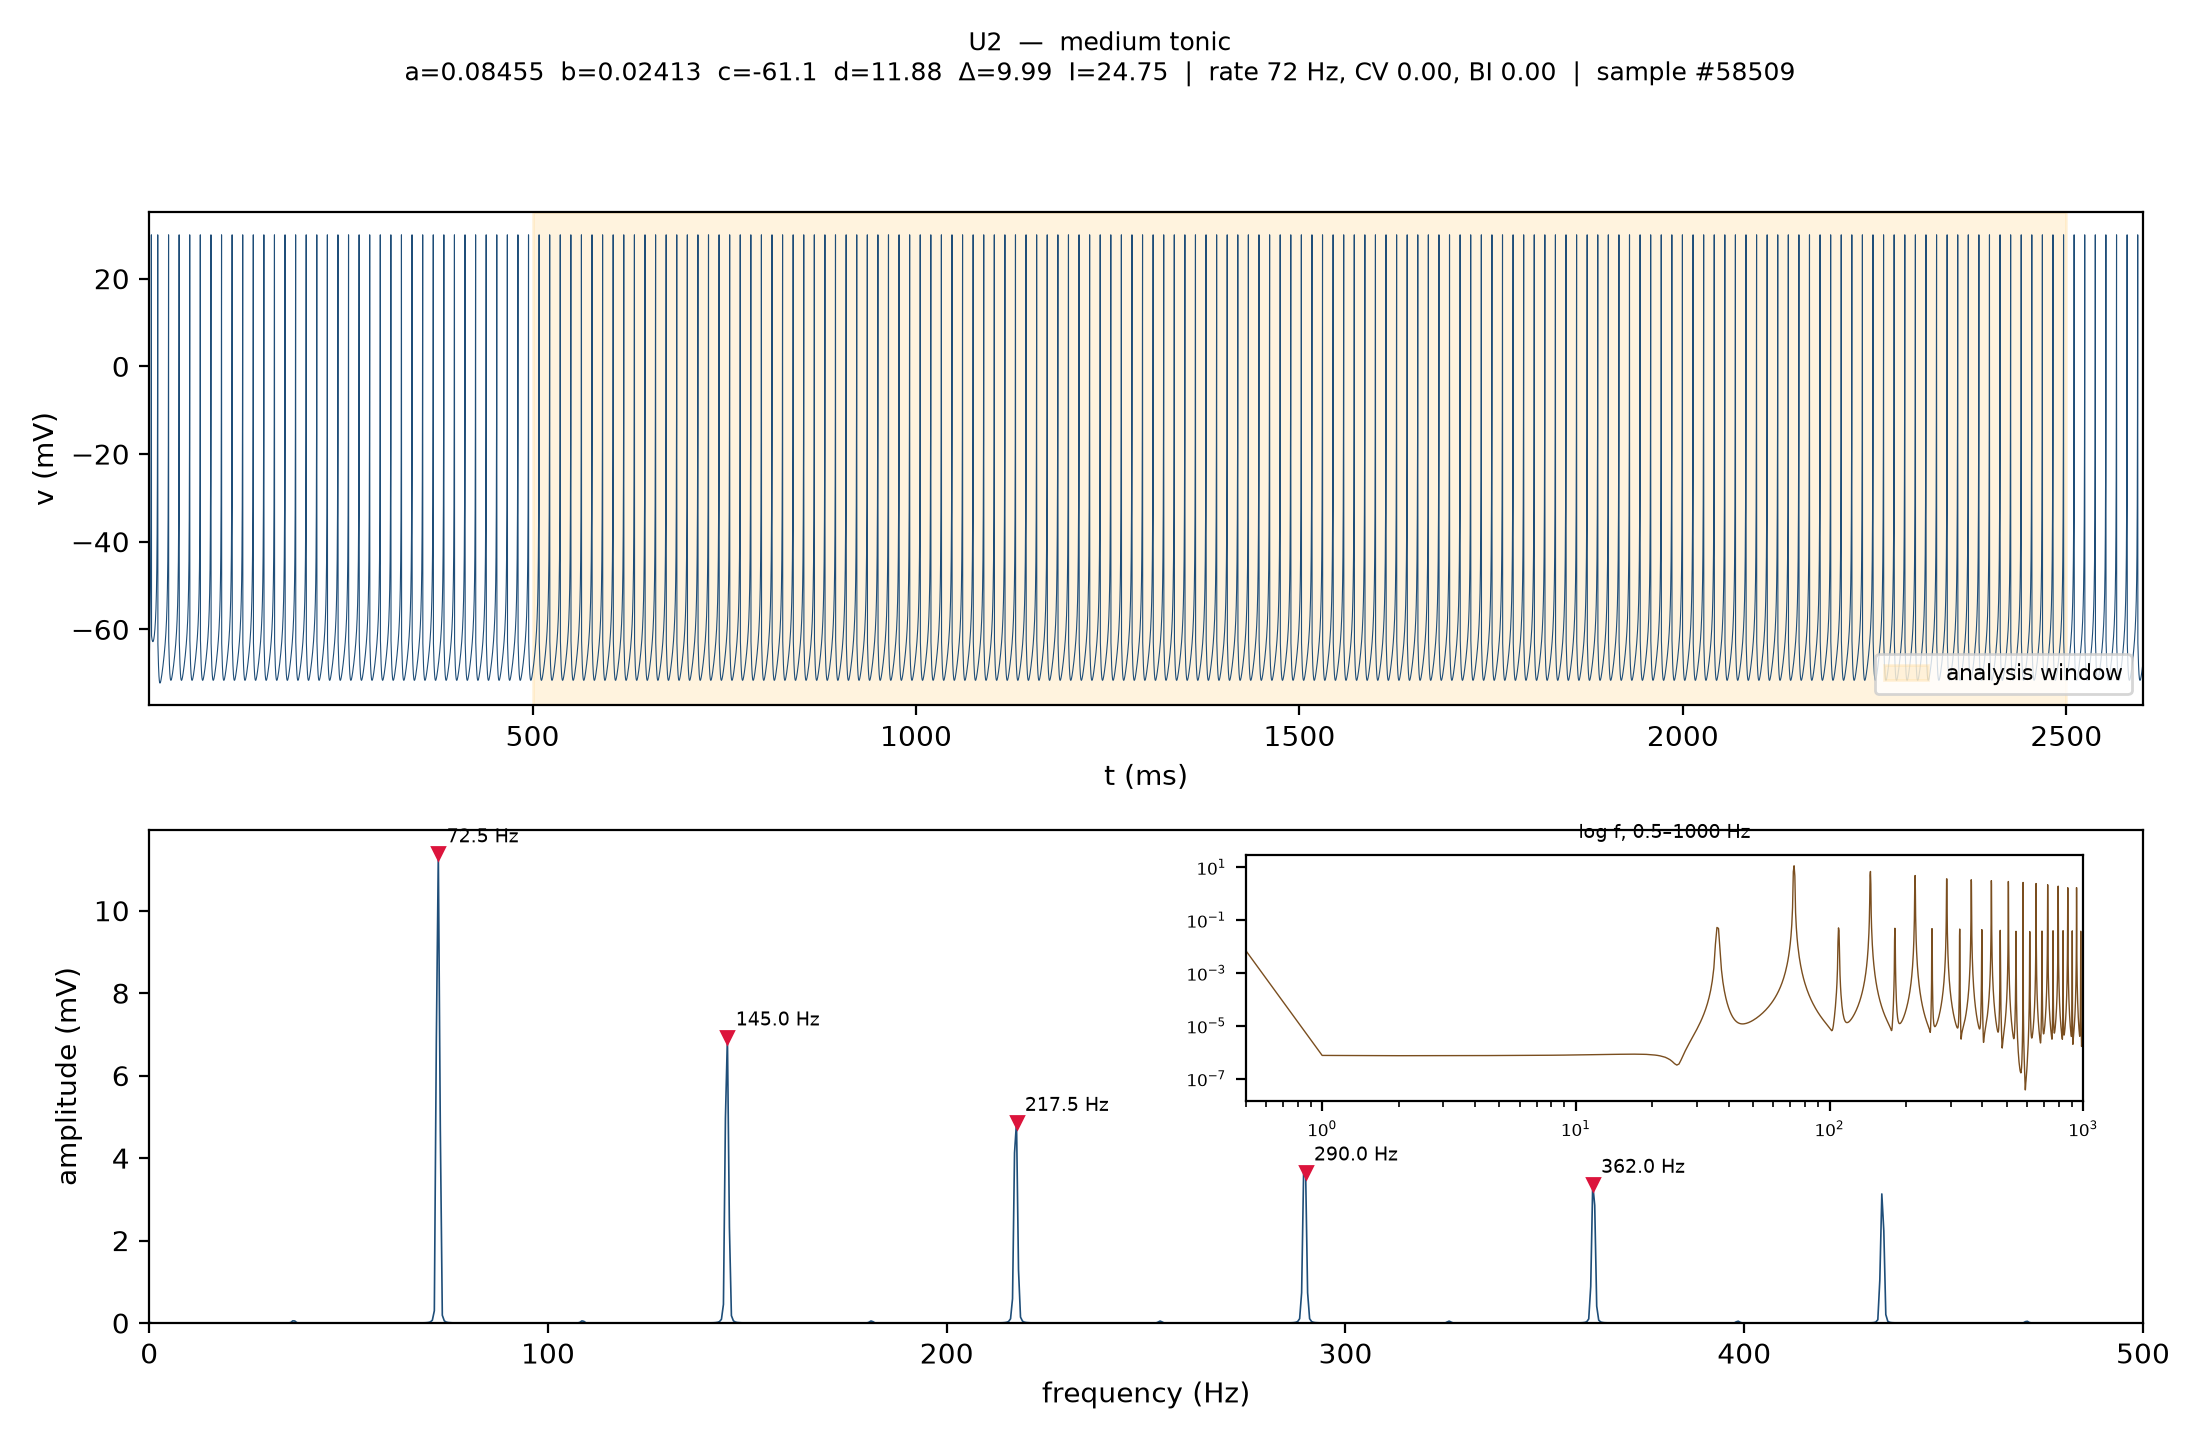 U2 — medium tonic
a=0.08455 b=0.02413 c=-61.1 d=11.88 Δ=9.99 I=24.75 | rate 72 Hz, CV 0.00, BI 0.00 | sample #58509
20
0
−20
−40
−60
v (mV)
analysis window
500
1000
1500
2000
2500
t (ms)
72.5 Hz
145.0 Hz
217.5 Hz
290.0 Hz
362.0 Hz
log f, 0.5–1000 Hz
10¹
10⁻¹
10⁻³
10⁻⁵
10⁻⁷
10⁰
10¹
10²
10³
10
8
6
4
2
0
amplitude (mV)
0
100
200
300
400
500
frequency (Hz)